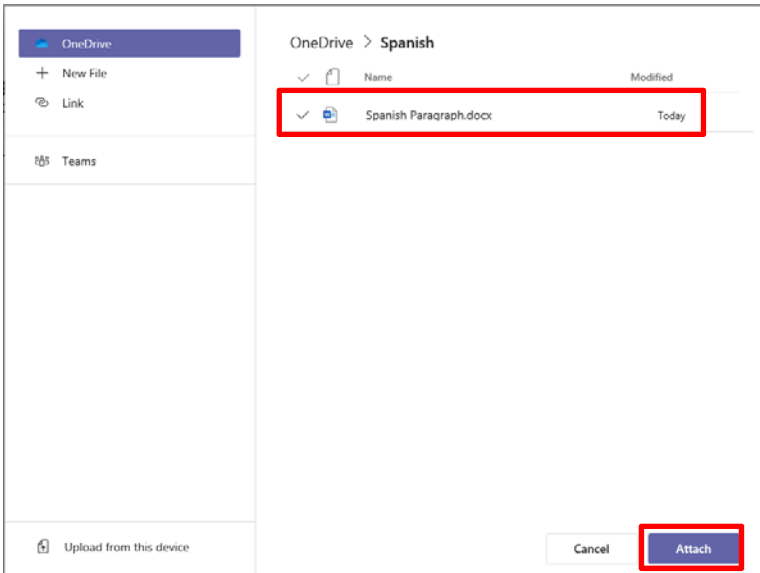 OneDrive
New File
Link
Teams
Upload from this device
OneDrive > Spanish
Name Modified
Spanish Paragraph.docx Today
Cancel Attach